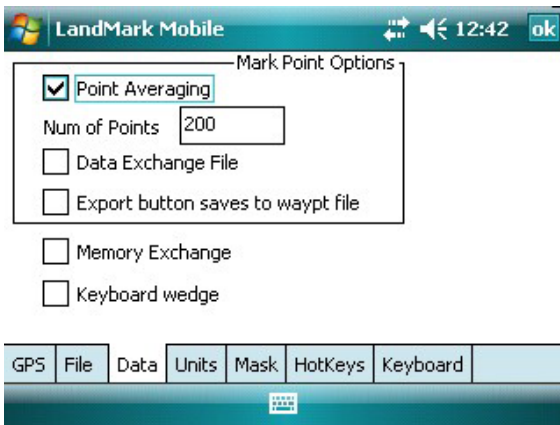 LandMark Mobile 12:42 ok
Mark Point Options
Point Averaging
Num of Points 200
Data Exchange File
Export button saves to waypt file
Memory Exchange
Keyboard wedge
GPS File Data Units Mask HotKeys Keyboard